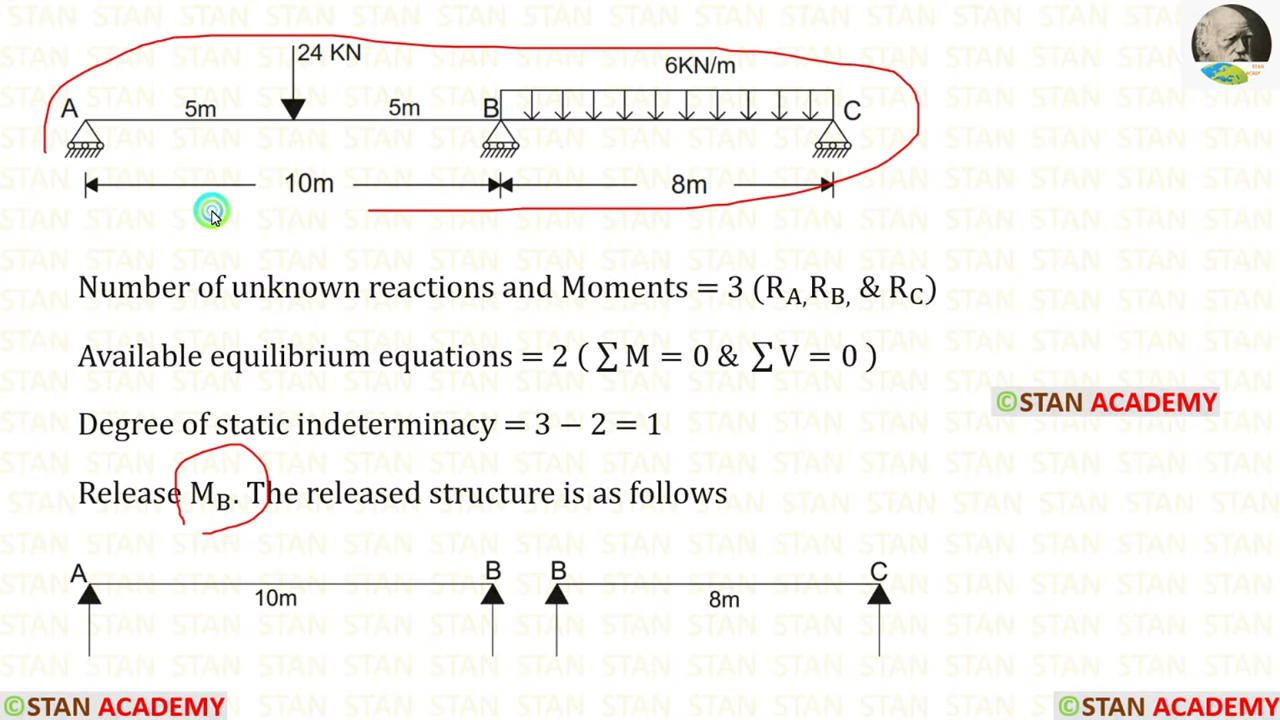 24 KN
6KN/m
A 5m 5m B C
10m 8m
Number of unknown reactions and Moments = 3 (RA,RB, & RC)
Available equilibrium equations = 2 ( ∑ M = 0 & ∑ V = 0 )
©STAN ACADEMY
Degree of static indeterminacy = 3 − 2 = 1
Release MB. The released structure is as follows
A B B C
10m 8m
©STAN ACADEMY ©STAN ACADEMY